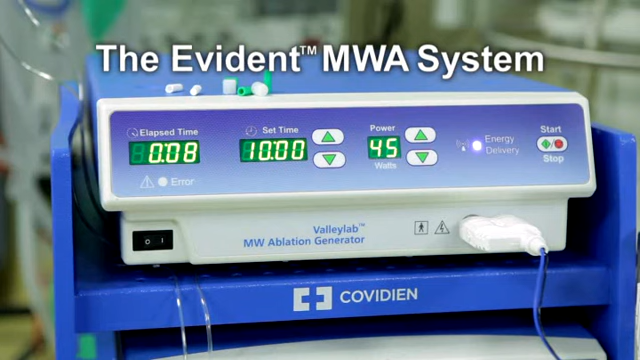 The Evident™ MWA System
Elapsed Time
0.08
Set Time
10.00
Power
45
Watts
Energy
Delivery
Start
Stop
Error
Valleylab™
MW Ablation Generator
COVIDIEN